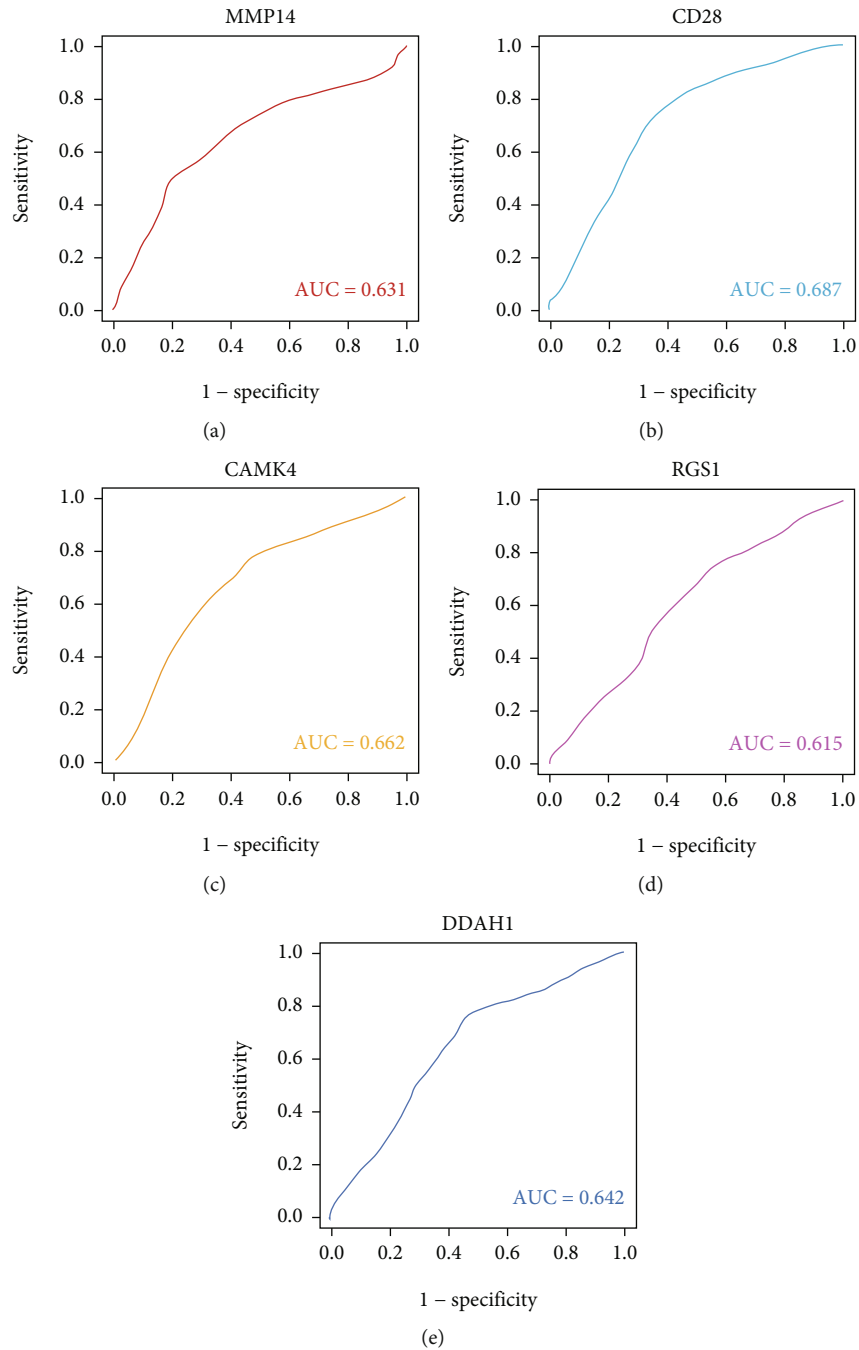 MMP14
1.0
0.8
0.6
0.4
0.2
0.0
Sensitivity
AUC = 0.631
0.0 0.2 0.4 0.6 0.8 1.0
1 − specificity
(a)
CD28
1.0
0.8
0.6
0.4
0.2
0.0
Sensitivity
AUC = 0.687
0.0 0.2 0.4 0.6 0.8 1.0
1 − specificity
(b)
CAMK4
1.0
0.8
0.6
0.4
0.2
0.0
Sensitivity
AUC = 0.662
0.0 0.2 0.4 0.6 0.8 1.0
1 − specificity
(c)
RGS1
1.0
0.8
0.6
0.4
0.2
0.0
Sensitivity
AUC = 0.615
0.0 0.2 0.4 0.6 0.8 1.0
1 − specificity
(d)
DDAH1
1.0
0.8
0.6
0.4
0.2
0.0
Sensitivity
AUC = 0.642
0.0 0.2 0.4 0.6 0.8 1.0
1 − specificity
(e)